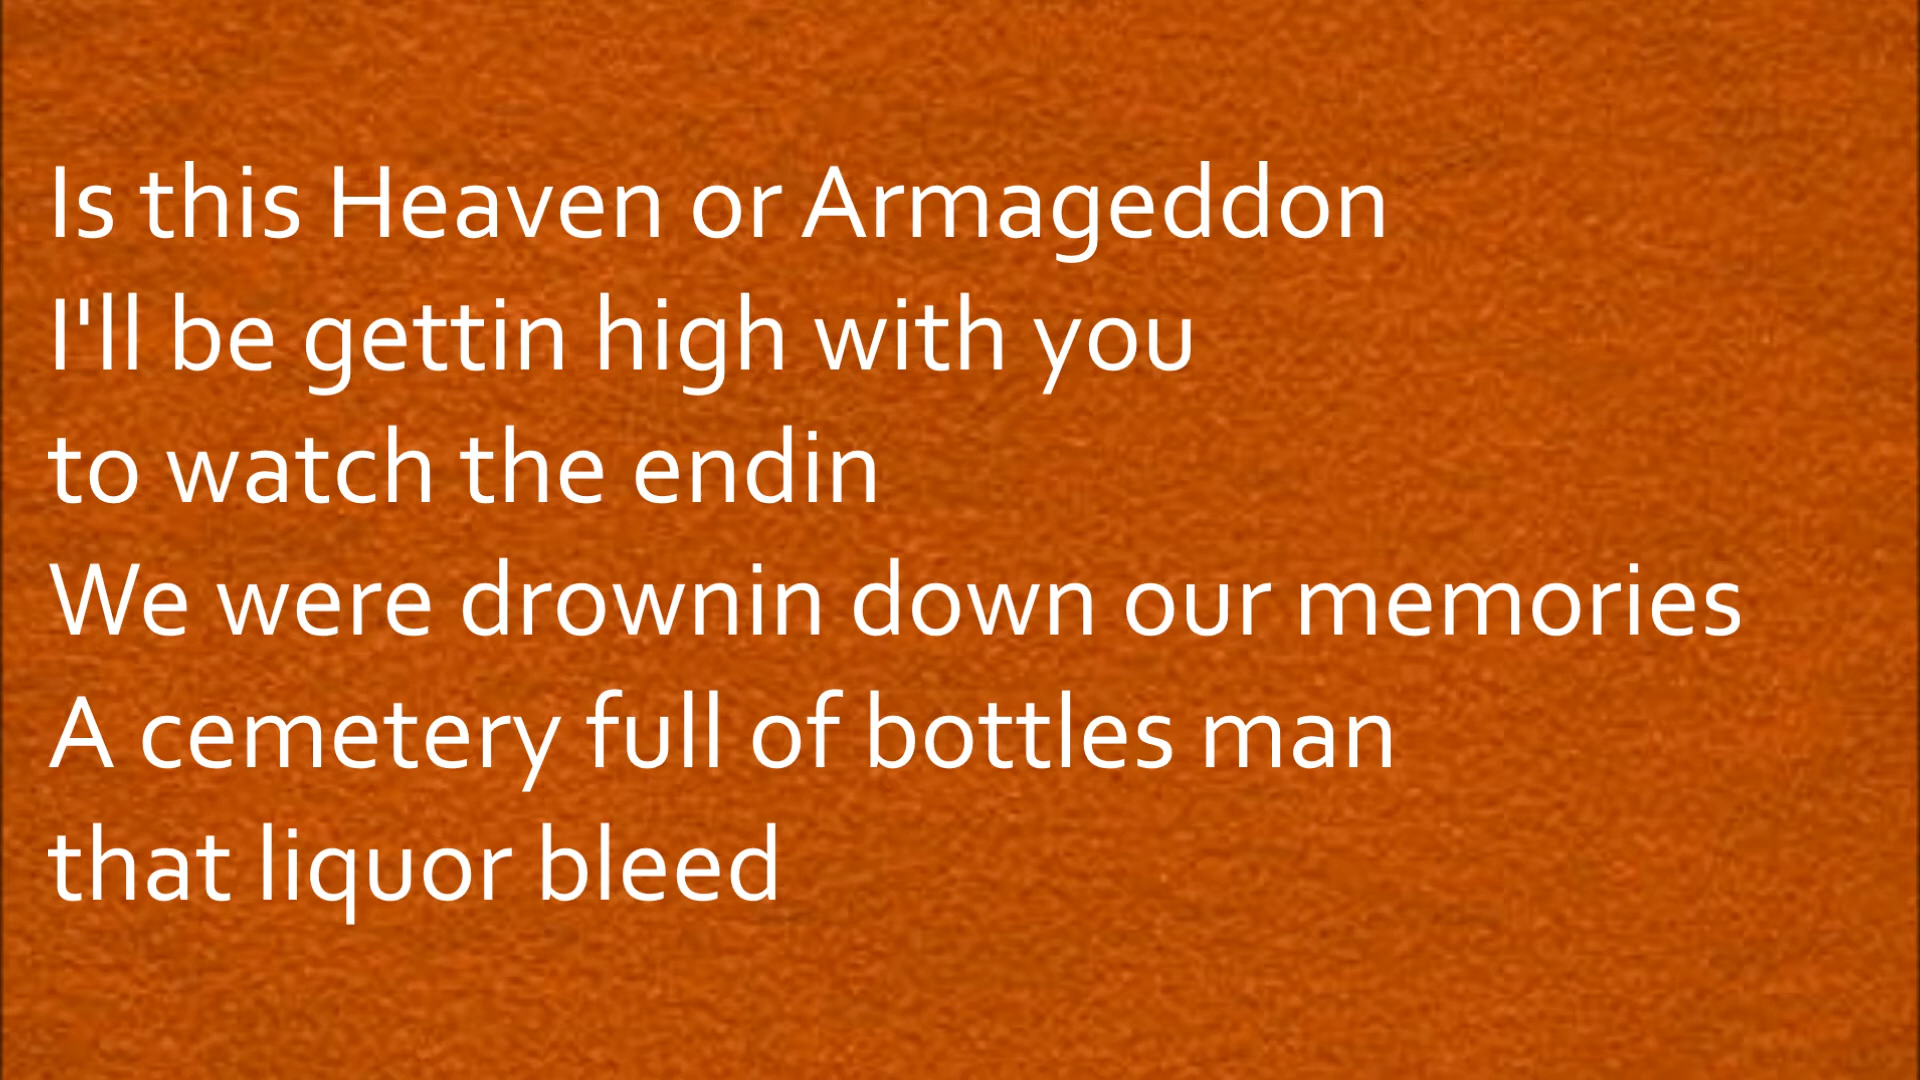 Is this Heaven or Armageddon
I'll be gettin high with you
to watch the endin
We were drownin down our memories
A cemetery full of bottles man
that liquor bleed